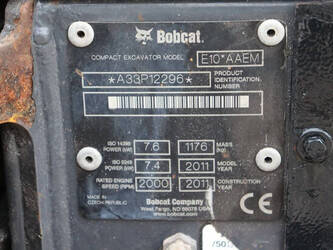 Bobcat.
COMPACT EXCAVATOR MODEL E10*AAEM
*A33P12296* PRODUCT IDENTIFICATION NUMBER
ISO 14396 POWER (kW) 7.6 1176 MASS (kg)
ISO 9249 POWER (kW) 7.4 2011 MODEL YEAR
RATED ENGINE SPEED (RPM) 2000 2011 CONSTRUCTION YEAR
MADE IN CZECH REPUBLIC
Bobcat Company
West Fargo, ND 58078 USA
www.bobcat.com
CE